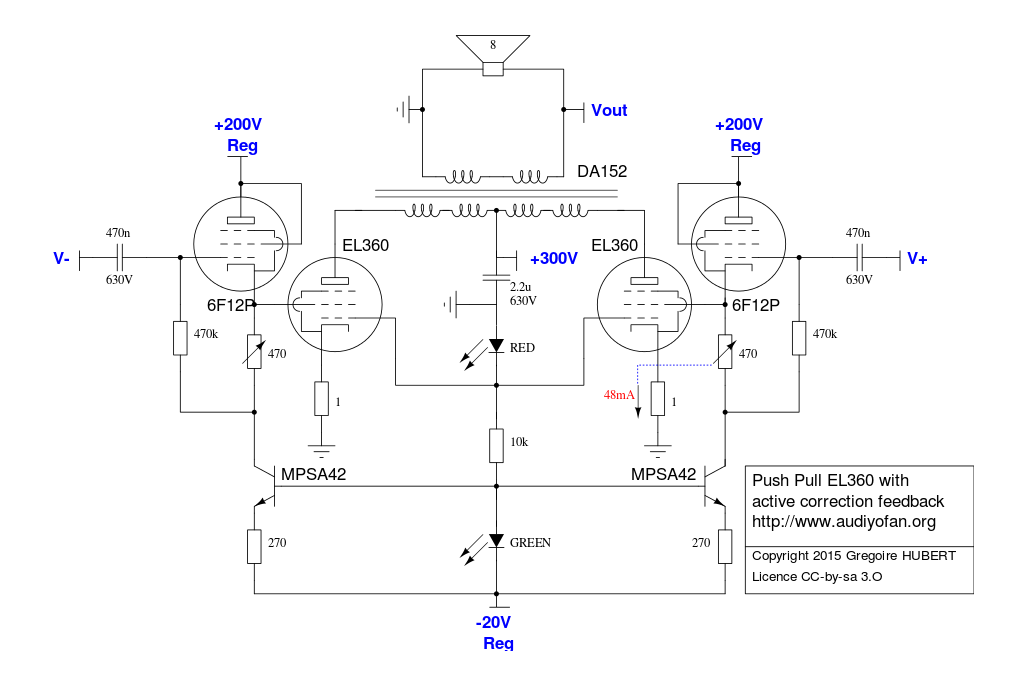 8
Vout
+200V
Reg
+200V
Reg
DA152
470n
V-
630V
EL360
EL360
+300V
470n
V+
630V
2.2u
630V
6F12P
6F12P
470k
470
RED
470
470k
48mA
1
1
10k
MPSA42
MPSA42
270
GREEN
270
-20V
Reg
Push Pull EL360 with
active correction feedback
http://www.audiyofan.org
Copyright 2015 Gregoire HUBERT
Licence CC-by-sa 3.O